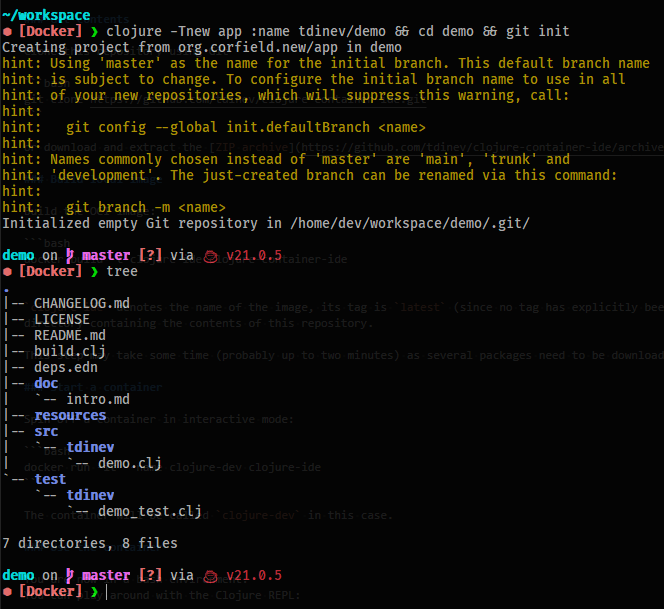 ~/workspace
[Docker] ❯ clojure -Tnew app :name tdinev/demo && cd demo && git init
Creating project from org.corfield.new/app in demo
hint: Using 'master' as the name for the initial branch. This default branch name
hint: is subject to change. To configure the initial branch name to use in all
hint: of your new repositories, which will suppress this warning, call:
hint:
hint:   git config --global init.defaultBranch <name>
hint:
hint: Names commonly chosen instead of 'master' are 'main', 'trunk' and
hint: 'development'. The just-created branch can be renamed via this command:
hint:
hint:   git branch -m <name>
Initialized empty Git repository in /home/dev/workspace/demo/.git/
demo on master [?] via v21.0.5
[Docker] ❯ tree
.
|-- CHANGELOG.md
|-- LICENSE
|-- README.md
|-- build.clj
|-- deps.edn
|-- doc
|   `-- intro.md
|-- resources
|-- src
|   `-- tdinev
|       `-- demo.clj
`-- test
    `-- tdinev
        `-- demo_test.clj
7 directories, 8 files
demo on master [?] via v21.0.5
[Docker] ❯